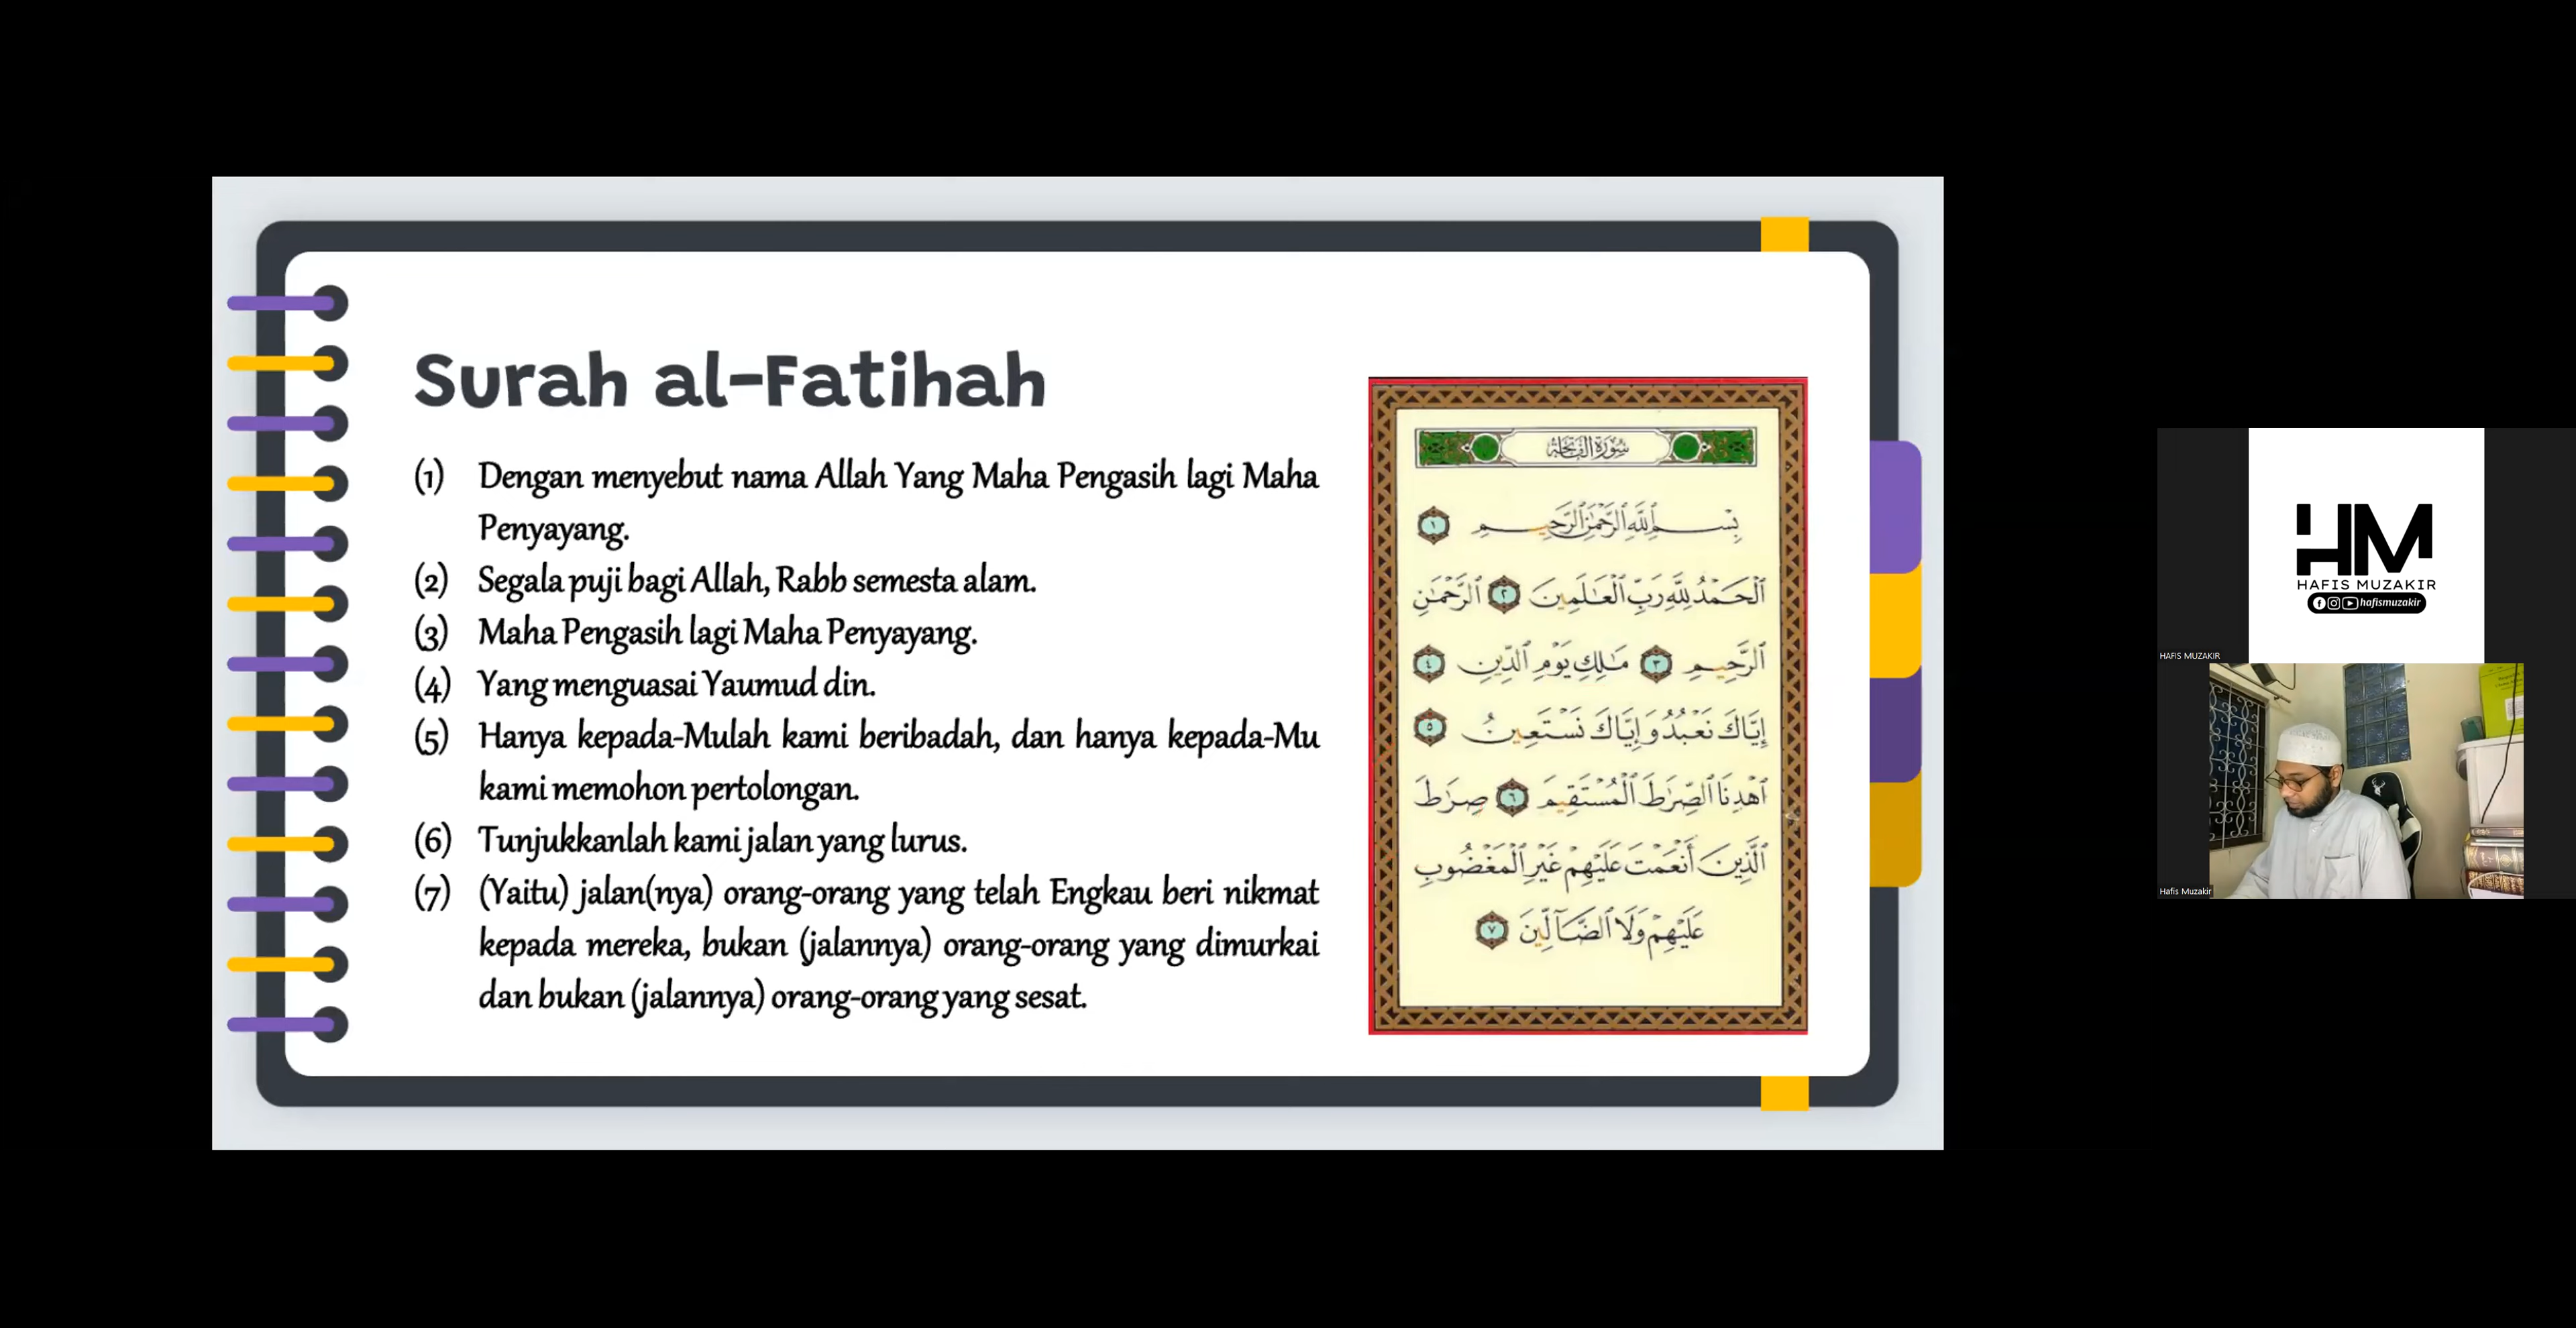 Surah al-Fatihah
(1) Dengan menyebut nama Allah Yang Maha Pengasih lagi Maha
Penyayang.
(2) Segala puji bagi Allah, Rabb semesta alam.
(3) Maha Pengasih lagi Maha Penyayang.
(4) Yang menguasai Yaumud din.
(5) Hanya kepada-Mulah kami beribadah, dan hanya kepada-Mu
kami memohon pertolongan.
(6) Tunjukkanlah kami jalan yang lurus.
(7) (Yaitu) jalan(nya) orang-orang yang telah Engkau beri nikmat
kepada mereka, bukan (jalannya) orang-orang yang dimurkai
dan bukan (jalannya) orang-orang yang sesat.
سُورَةُ الفَاتِحَة
بِسْمِ ٱللَّهِ ٱلرَّحْمَٰنِ ٱلرَّحِيمِ ١
ٱلْحَمْدُ لِلَّهِ رَبِّ ٱلْعَٰلَمِينَ ٢ ٱلرَّحْمَٰنِ
ٱلرَّحِيمِ ٣ مَٰلِكِ يَوْمِ ٱلدِّينِ ٤
إِيَّاكَ نَعْبُدُ وَإِيَّاكَ نَسْتَعِينُ ٥
ٱهْدِنَا ٱلصِّرَٰطَ ٱلْمُسْتَقِيمَ ٦ صِرَٰطَ
ٱلَّذِينَ أَنْعَمْتَ عَلَيْهِمْ غَيْرِ ٱلْمَغْضُوبِ
عَلَيْهِمْ وَلَا ٱلضَّآلِّينَ ٧
HM
HAFIS MUZAKIR
hafismuzakir
HAFIS MUZAKIR
Hafis Muzakir